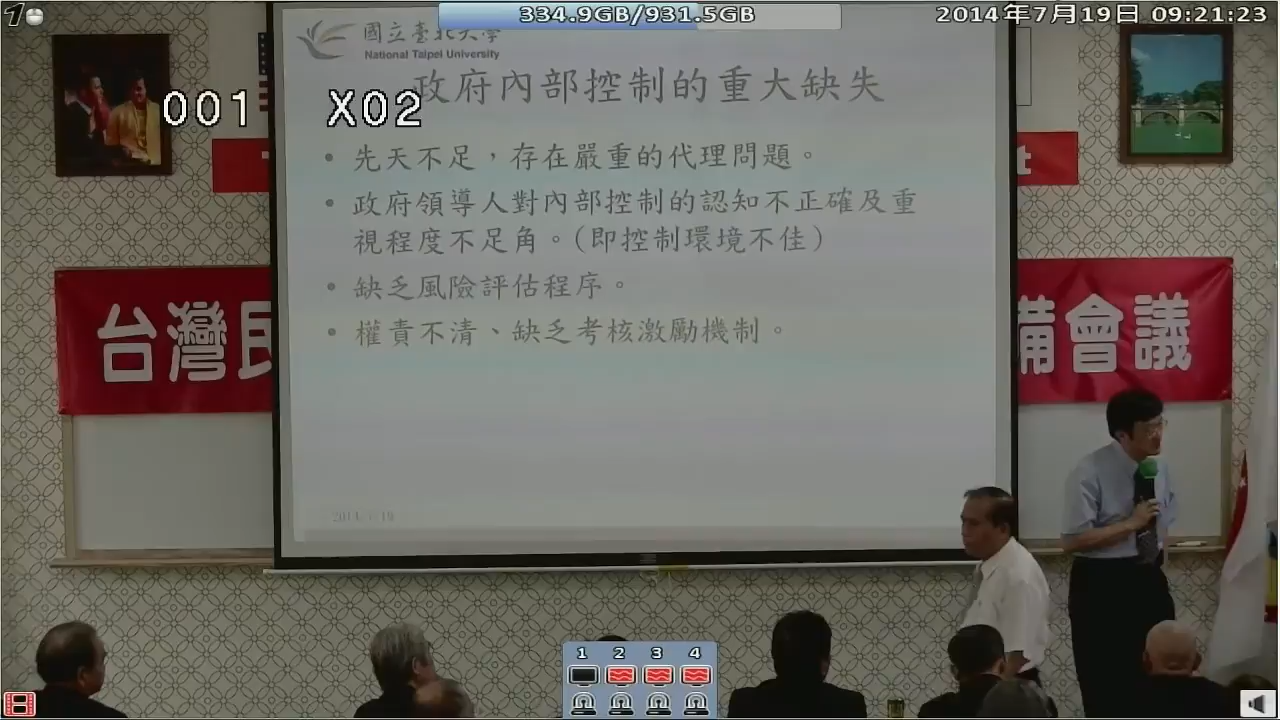 1
334.9GB/931.5GB
2014年7月19日 09:21:23
國立臺北大學
National Taipei University
001 X02
政府內部控制的重大缺失
• 先天不足，存在嚴重的代理問題。
• 政府領導人對內部控制的認知不正確及重
視程度不足角。(即控制環境不佳)
• 缺乏風險評估程序。
• 權責不清、缺乏考核激勵機制。
t
台灣民
備會議
2014/7/19
1 2 3 4